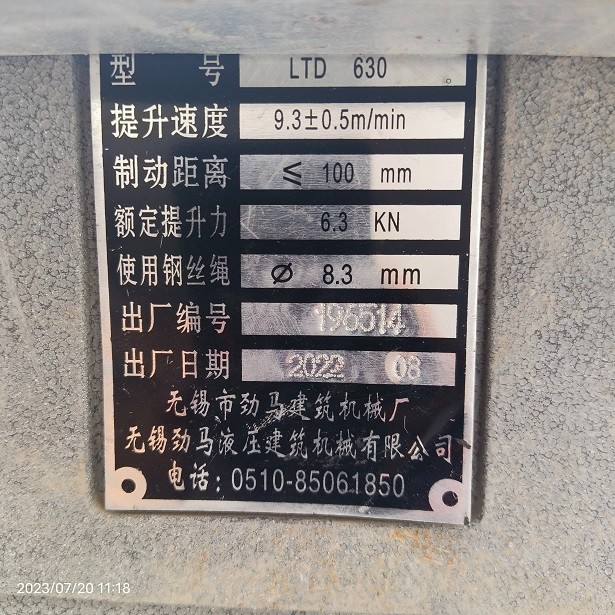 型 号 LTD 630
提升速度 9.3±0.5m/min
制动距离 ≤ 100 mm
额定提升力 6.3 KN
使用钢丝绳 Ø 8.3 mm
出厂编号 196514
出厂日期 2022 08
无锡市劲马建筑机械厂
无锡劲马液压建筑机械有限公司
电话：0510-85061850
2023/07/20 11:18